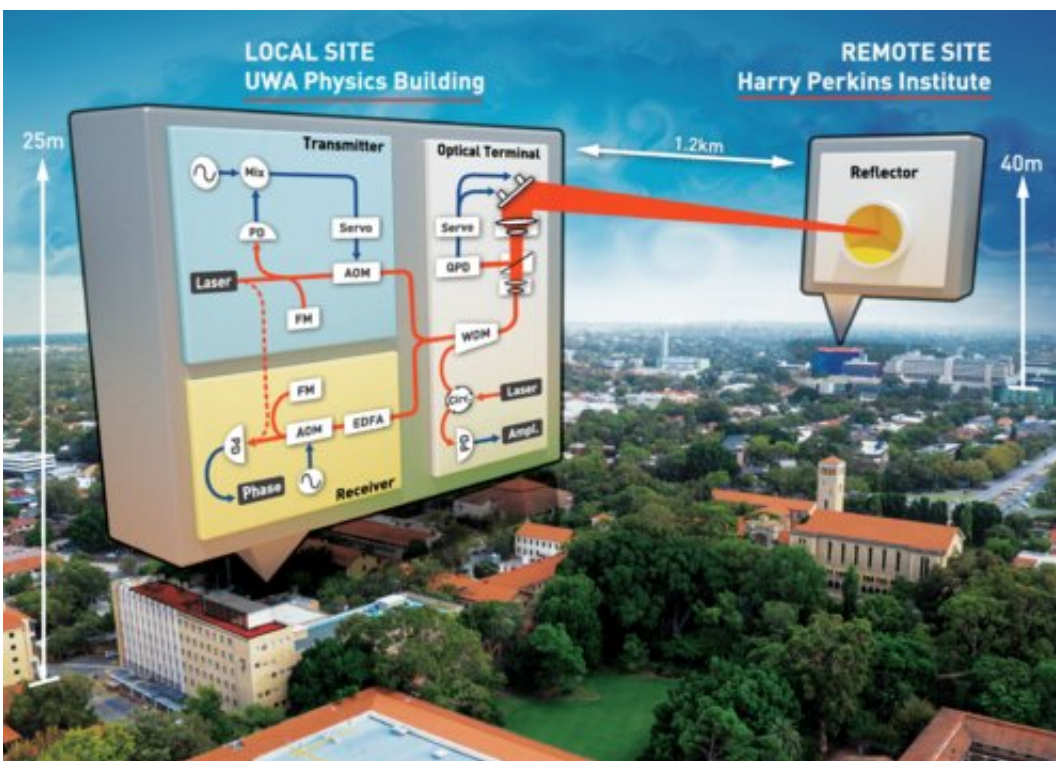 LOCAL SITE
UWA Physics Building
REMOTE SITE
Harry Perkins Institute
25m
1.2km
40m
Transmitter
Mix
PD
Servo
Laser
AOM
FM
Optical Terminal
Servo
QPD
WDM
Circ.
Laser
PD
Ampl.
Reflector
FM
PD
AOM
EDFA
Phase
Receiver